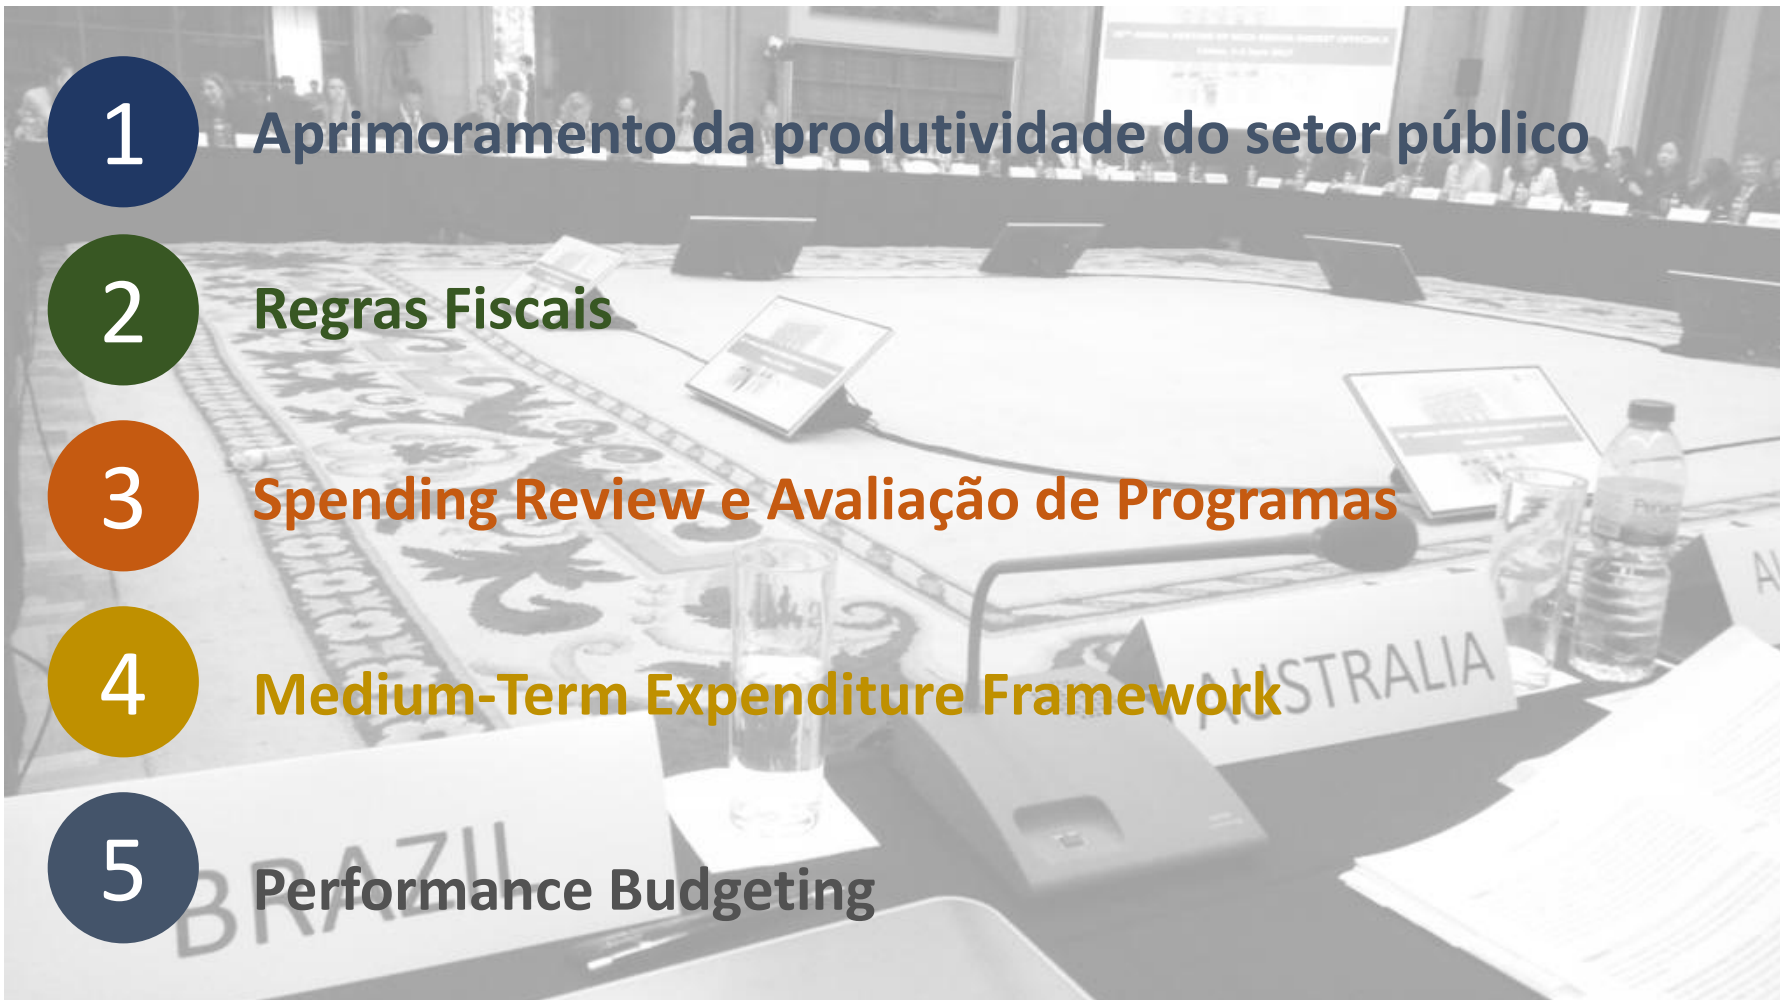 1 Aprimoramento da produtividade do setor público
2 Regras Fiscais
3 Spending Review e Avaliação de Programas
4 Medium-Term Expenditure Framework
AUSTRALIA
5 Performance Budgeting
BRAZIL